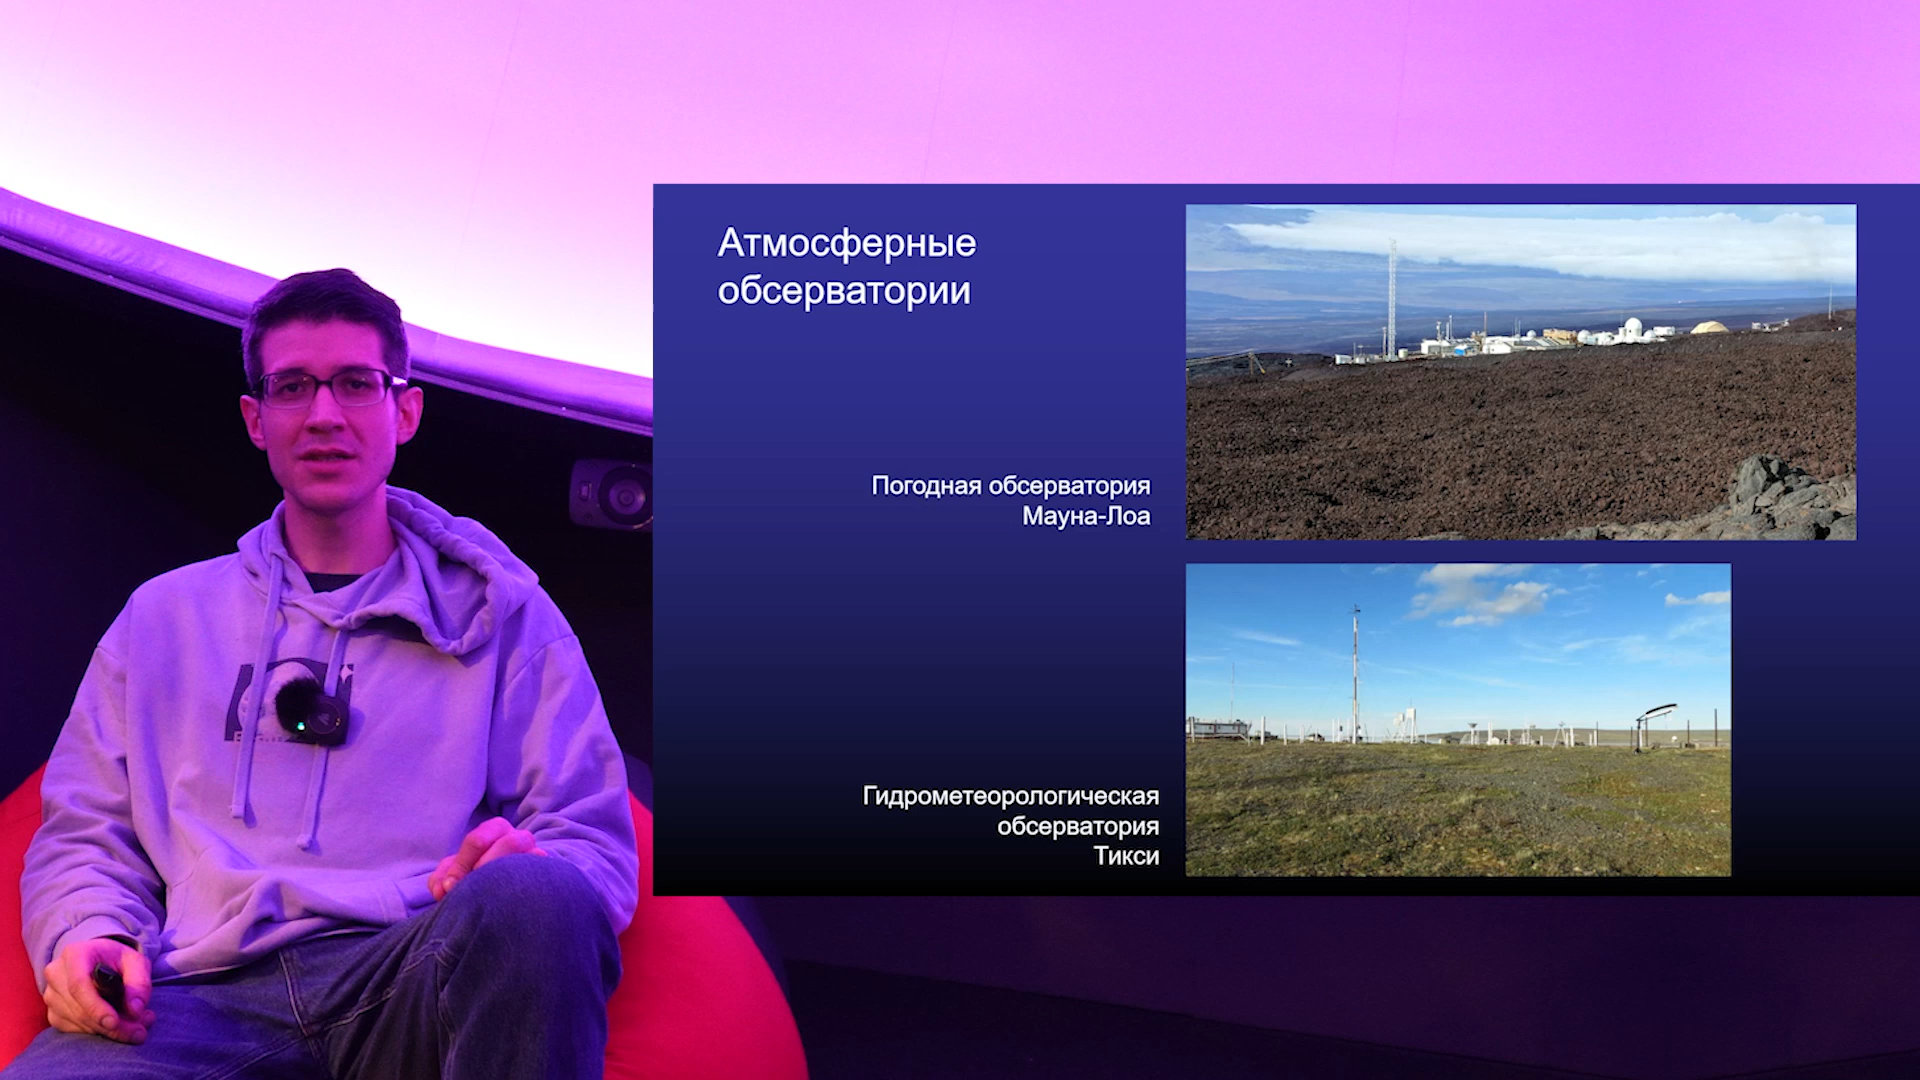 Атмосферные
обсерватории
Погодная обсерватория
Мауна-Лоа
Гидрометеорологическая
обсерватория
Тикси